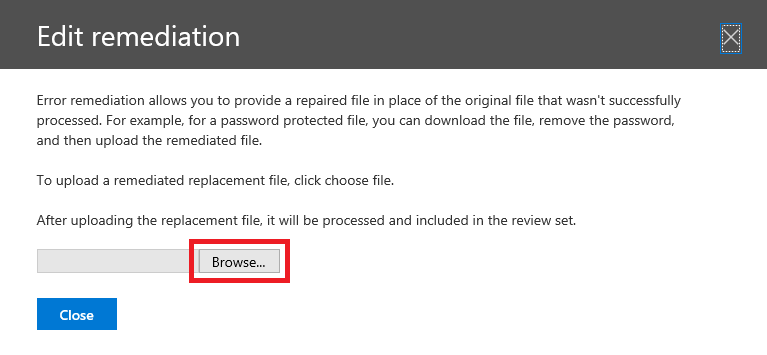 Edit remediation
Error remediation allows you to provide a repaired file in place of the original file that wasn't successfully
processed. For example, for a password protected file, you can download the file, remove the password,
and then upload the remediated file.
To upload a remediated replacement file, click choose file.
After uploading the replacement file, it will be processed and included in the review set.
Browse...
Close